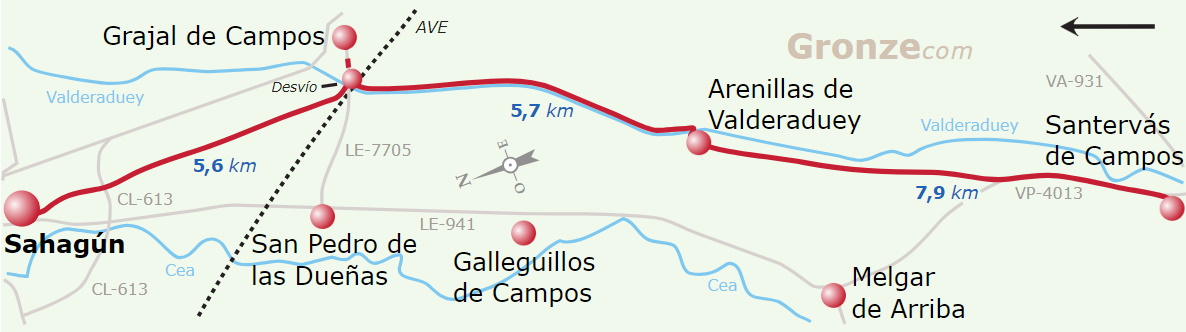 Grajal de Campos
AVE
Gronze.com
Desvío
Valderaduey
5,7 km
Arenillas de
Valderaduey
VA-931
Valderaduey
Santervás
de Campos
5,6 km
LE-7705
E
N
O
CL-613
7,9 km
VP-4013
Sahagún
Cea
CL-613
San Pedro de
las Dueñas
LE-941
Galleguillos
de Campos
Cea
Melgar
de Arriba